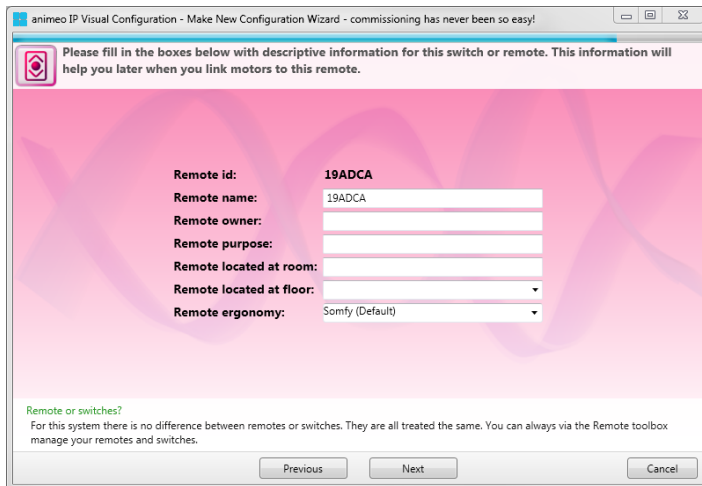 animeo IP Visual Configuration - Make New Configuration Wizard - commissioning has never been so easy!
Please fill in the boxes below with descriptive information for this switch or remote. This information will
help you later when you link motors to this remote.
Remote id: 19ADCA
Remote name: 19ADCA
Remote owner:
Remote purpose:
Remote located at room:
Remote located at floor:
Remote ergonomy: Somfy (Default)
Remote or switches?
For this system there is no difference between remotes or switches. They are all treated the same. You can always via the Remote toolbox
manage your remotes and switches.
Previous Next Cancel